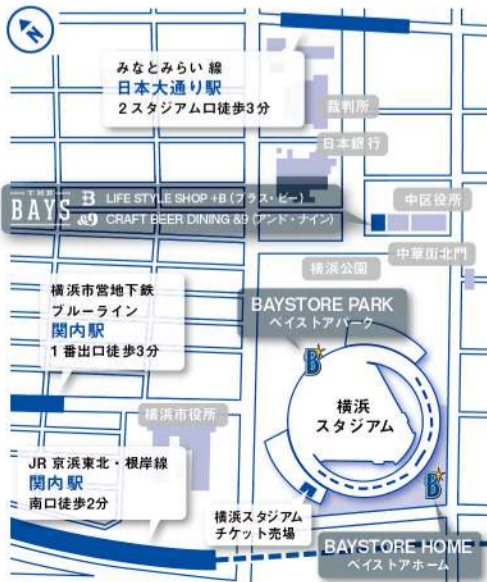 N
みなとみらい 線
日本大通り駅
2スタジアム口徒歩3分
裁判所
日本銀行
THE
BAYS
B LIFE STYLE SHOP +B (プラス・ビー)
&9 CRAFT BEER DINING &9 (アンド・ナイン)
中区役所
中華街北門
横浜公園
横浜市営地下鉄
ブルーライン
関内駅
1番出口徒歩3分
BAYSTORE PARK
ベイストアパーク
B
横浜
スタジアム
横浜市役所
JR 京浜東北・根岸線
関内駅
南口徒歩2分
B
横浜スタジアム
チケット売場
BAYSTORE HOME
ベイストアホーム